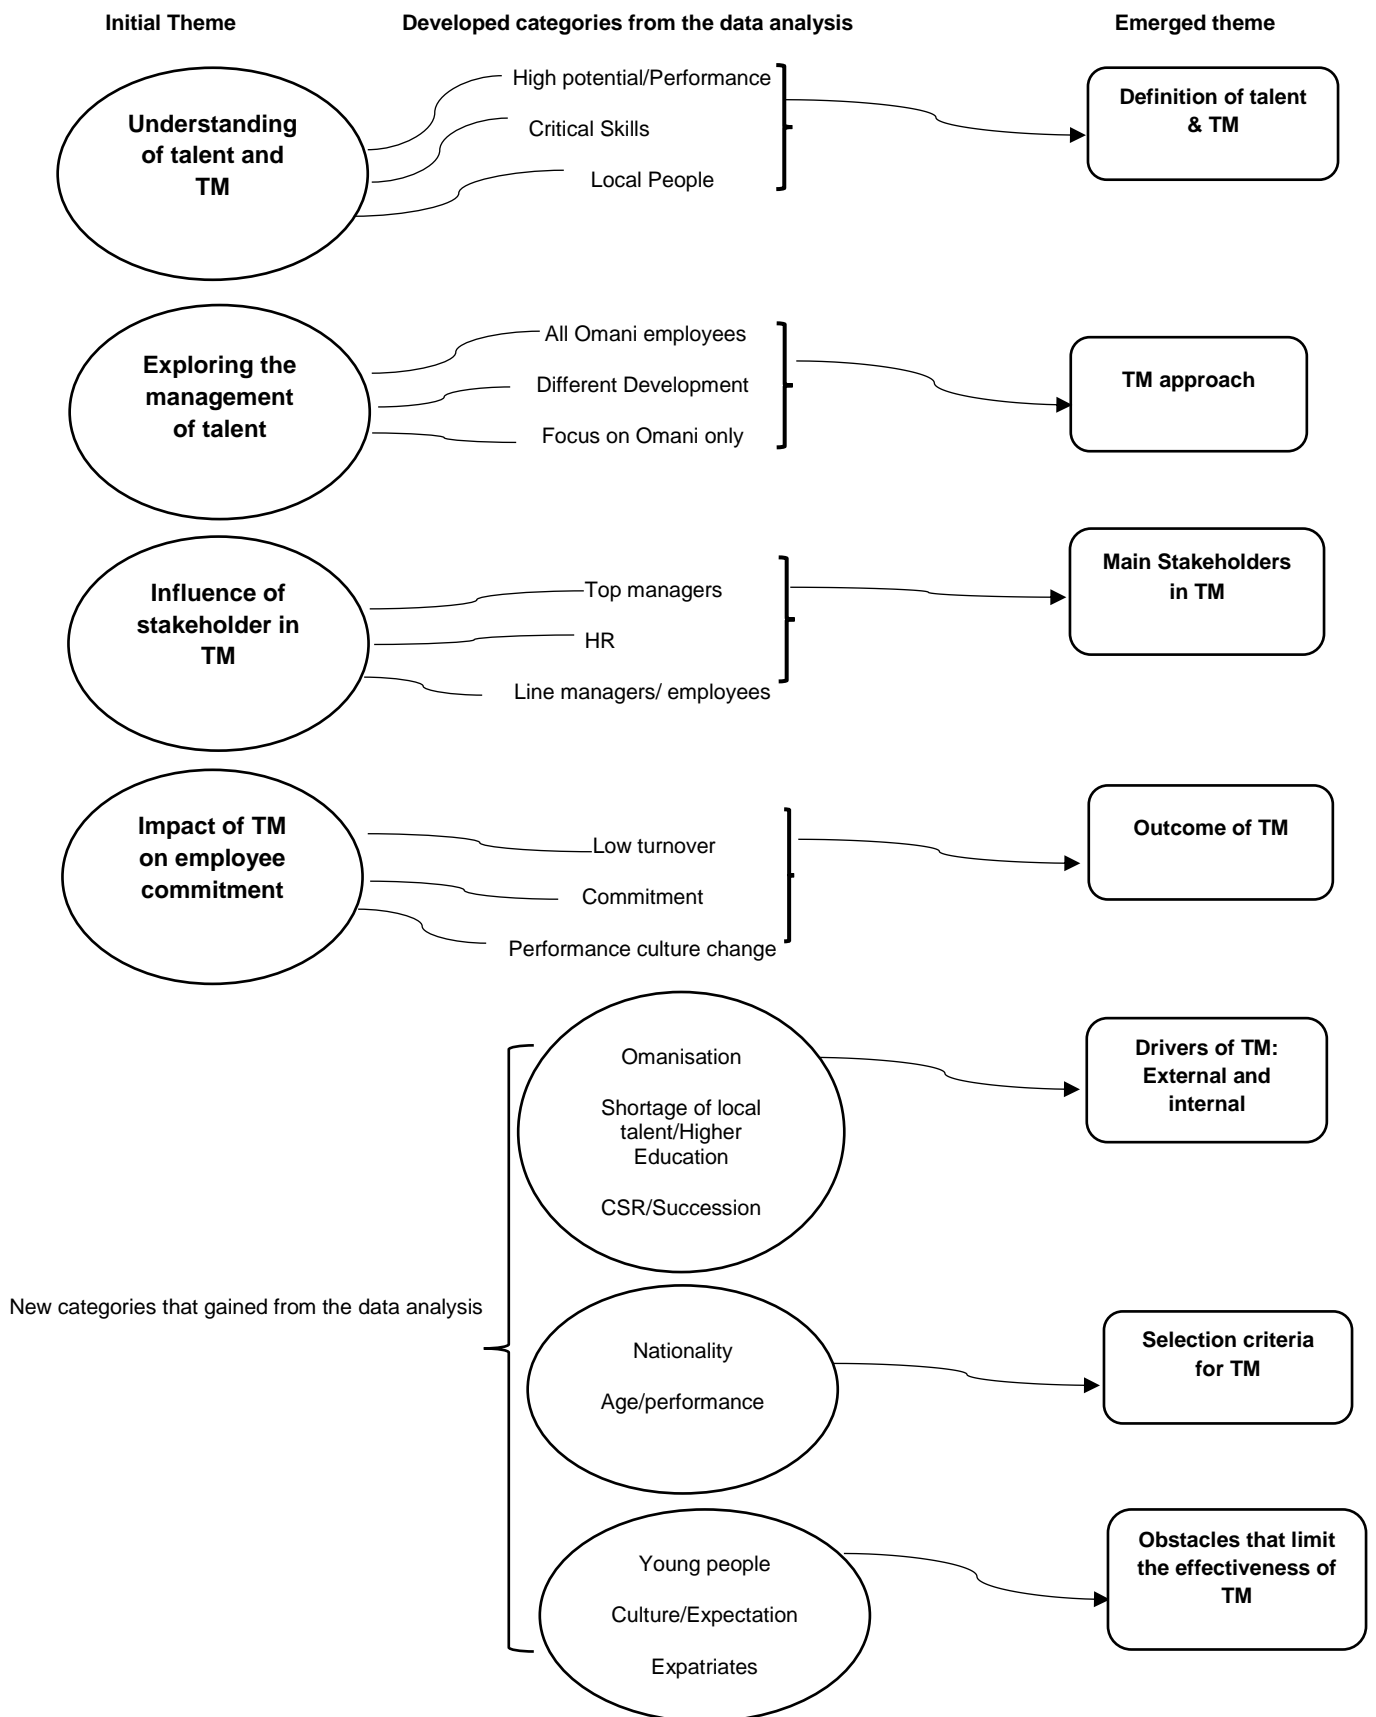 Initial Theme
Developed categories from the data analysis
Emerged theme
Understanding
of talent and
TM
High potential/Performance
Critical Skills
Local People
Definition of talent
& TM
Exploring the
management
of talent
All Omani employees
Different Development
Focus on Omani only
TM approach
Influence of
stakeholder in
TM
Top managers
HR
Line managers/ employees
Main Stakeholders
in TM
Impact of TM
on employee
commitment
Low turnover
Commitment
Performance culture change
Outcome of TM
New categories that gained from the data analysis
Omanisation
Shortage of local
talent/Higher
Education
CSR/Succession
Drivers of TM:
External and
internal
Nationality
Age/performance
Selection criteria
for TM
Young people
Culture/Expectation
Expatriates
Obstacles that limit
the effectiveness of
TM